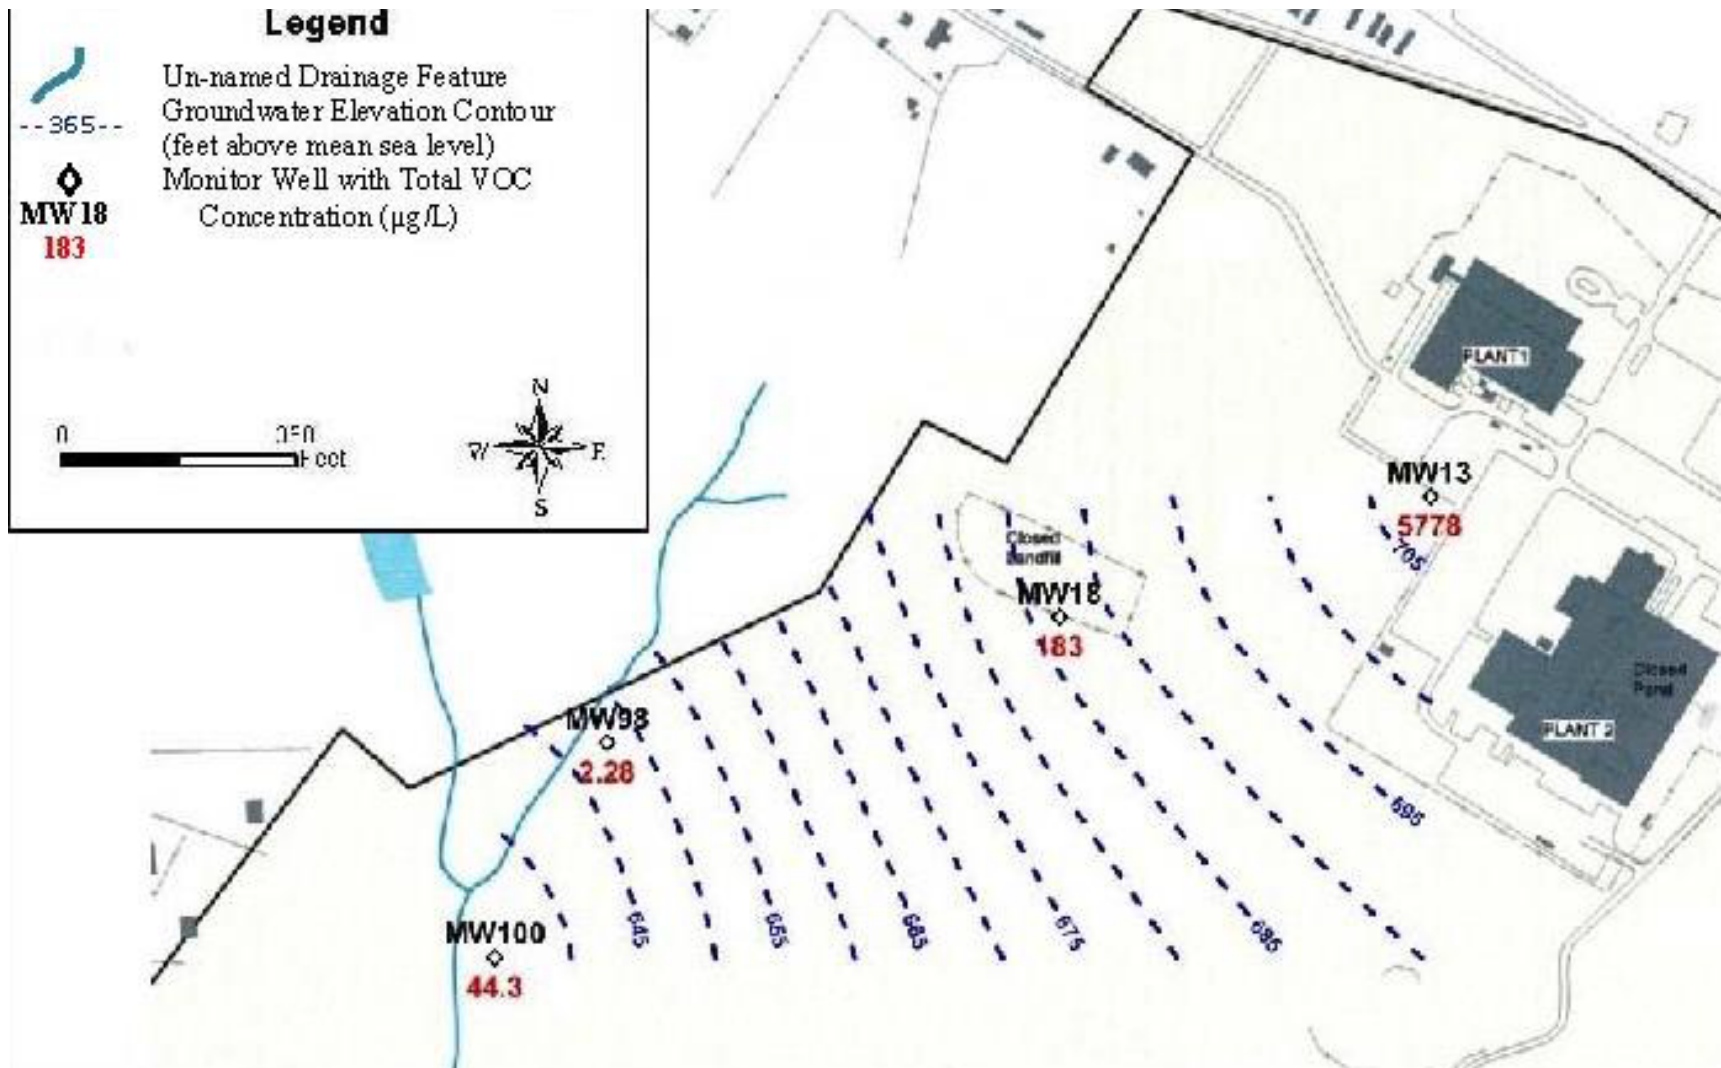 Legend
Un-named Drainage Feature
Groundwater Elevation Contour
--365--
(feet above mean sea level)
Monitor Well with Total VOC
MW18
Concentration (µg/L)
183
0
Feet
N
W
E
S
PLANT 1
MW13
5778
705
Closed
Landfill
MW18
183
Closed
PLANT 2
MW98
2.28
695
645
655
665
675
685
MW100
44.3